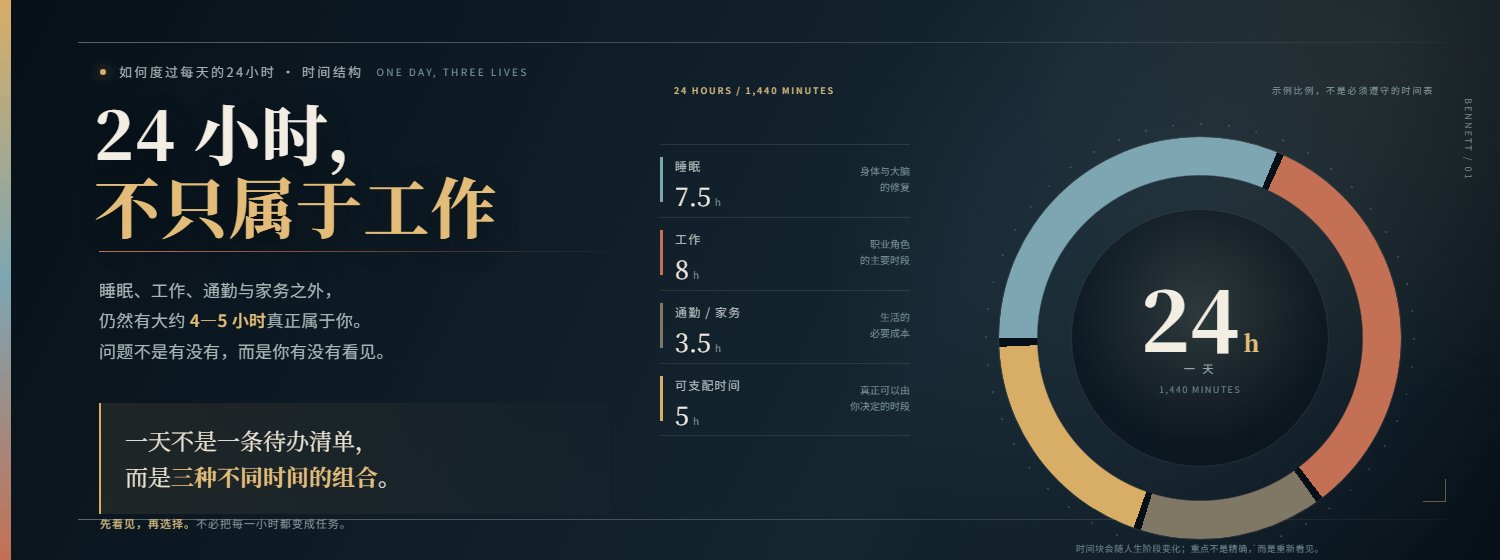 如何度过每天的24小时 · 时间结构 ONE DAY, THREE LIVES
24 小时，
不只属于工作
睡眠、工作、通勤与家务之外，
仍然有大约 4—5 小时真正属于你。
问题不是有没有，而是你有没有看见。
一天不是一条待办清单，
而是三种不同时间的组合。
先看见，再选择。不必把每一小时都变成任务。
24 HOURS / 1,440 MINUTES
示例比例，不是必须遵守的时间表
睡眠
7.5 h
身体与大脑
的修复
工作
8 h
职业角色
的主要时段
通勤 / 家务
3.5 h
生活的
必要成本
可支配时间
5 h
真正可以由
你决定的时段
24 h
一 天
1,440 MINUTES
时间块会随人生阶段变化；重点不是精确，而是重新看见。
BENNETT / 01